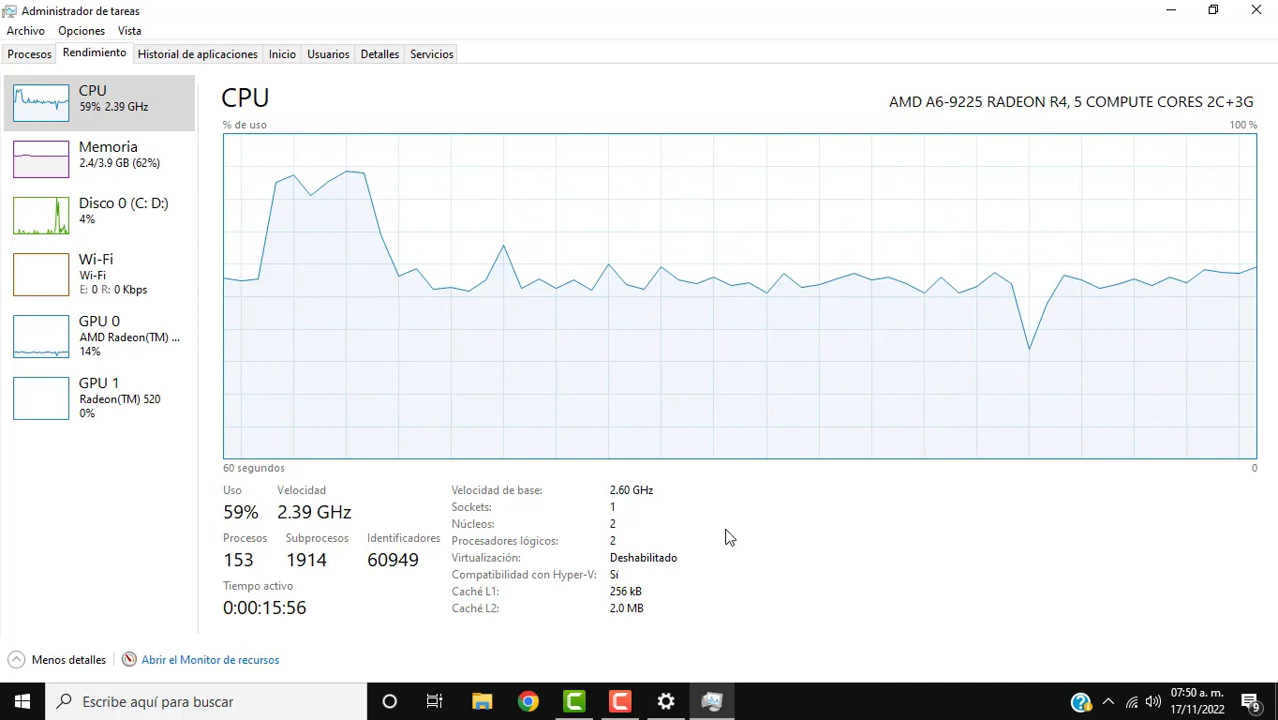 Administrador de tareas
Archivo Opciones Vista
Procesos Rendimiento Historial de aplicaciones Inicio Usuarios Detalles Servicios
CPU
59% 2.39 GHz
Memoria
2.4/3.9 GB (62%)
Disco 0 (C: D:)
4%
Wi-Fi
Wi-Fi
E: 0 R: 0 Kbps
GPU 0
AMD Radeon(TM) ...
14%
GPU 1
Radeon(TM) 520
0%
CPU AMD A6-9225 RADEON R4, 5 COMPUTE CORES 2C+3G
% de uso 100 %
60 segundos 0
Uso Velocidad
59% 2.39 GHz
Procesos Subprocesos Identificadores
153 1914 60949
Tiempo activo
0:00:15:56
Velocidad de base: 2.60 GHz
Sockets: 1
Núcleos: 2
Procesadores lógicos: 2
Virtualización: Deshabilitado
Compatibilidad con Hyper-V: Sí
Caché L1: 256 kB
Caché L2: 2.0 MB
Menos detalles Abrir el Monitor de recursos
Escribe aquí para buscar
07:50 a. m.
17/11/2022
9